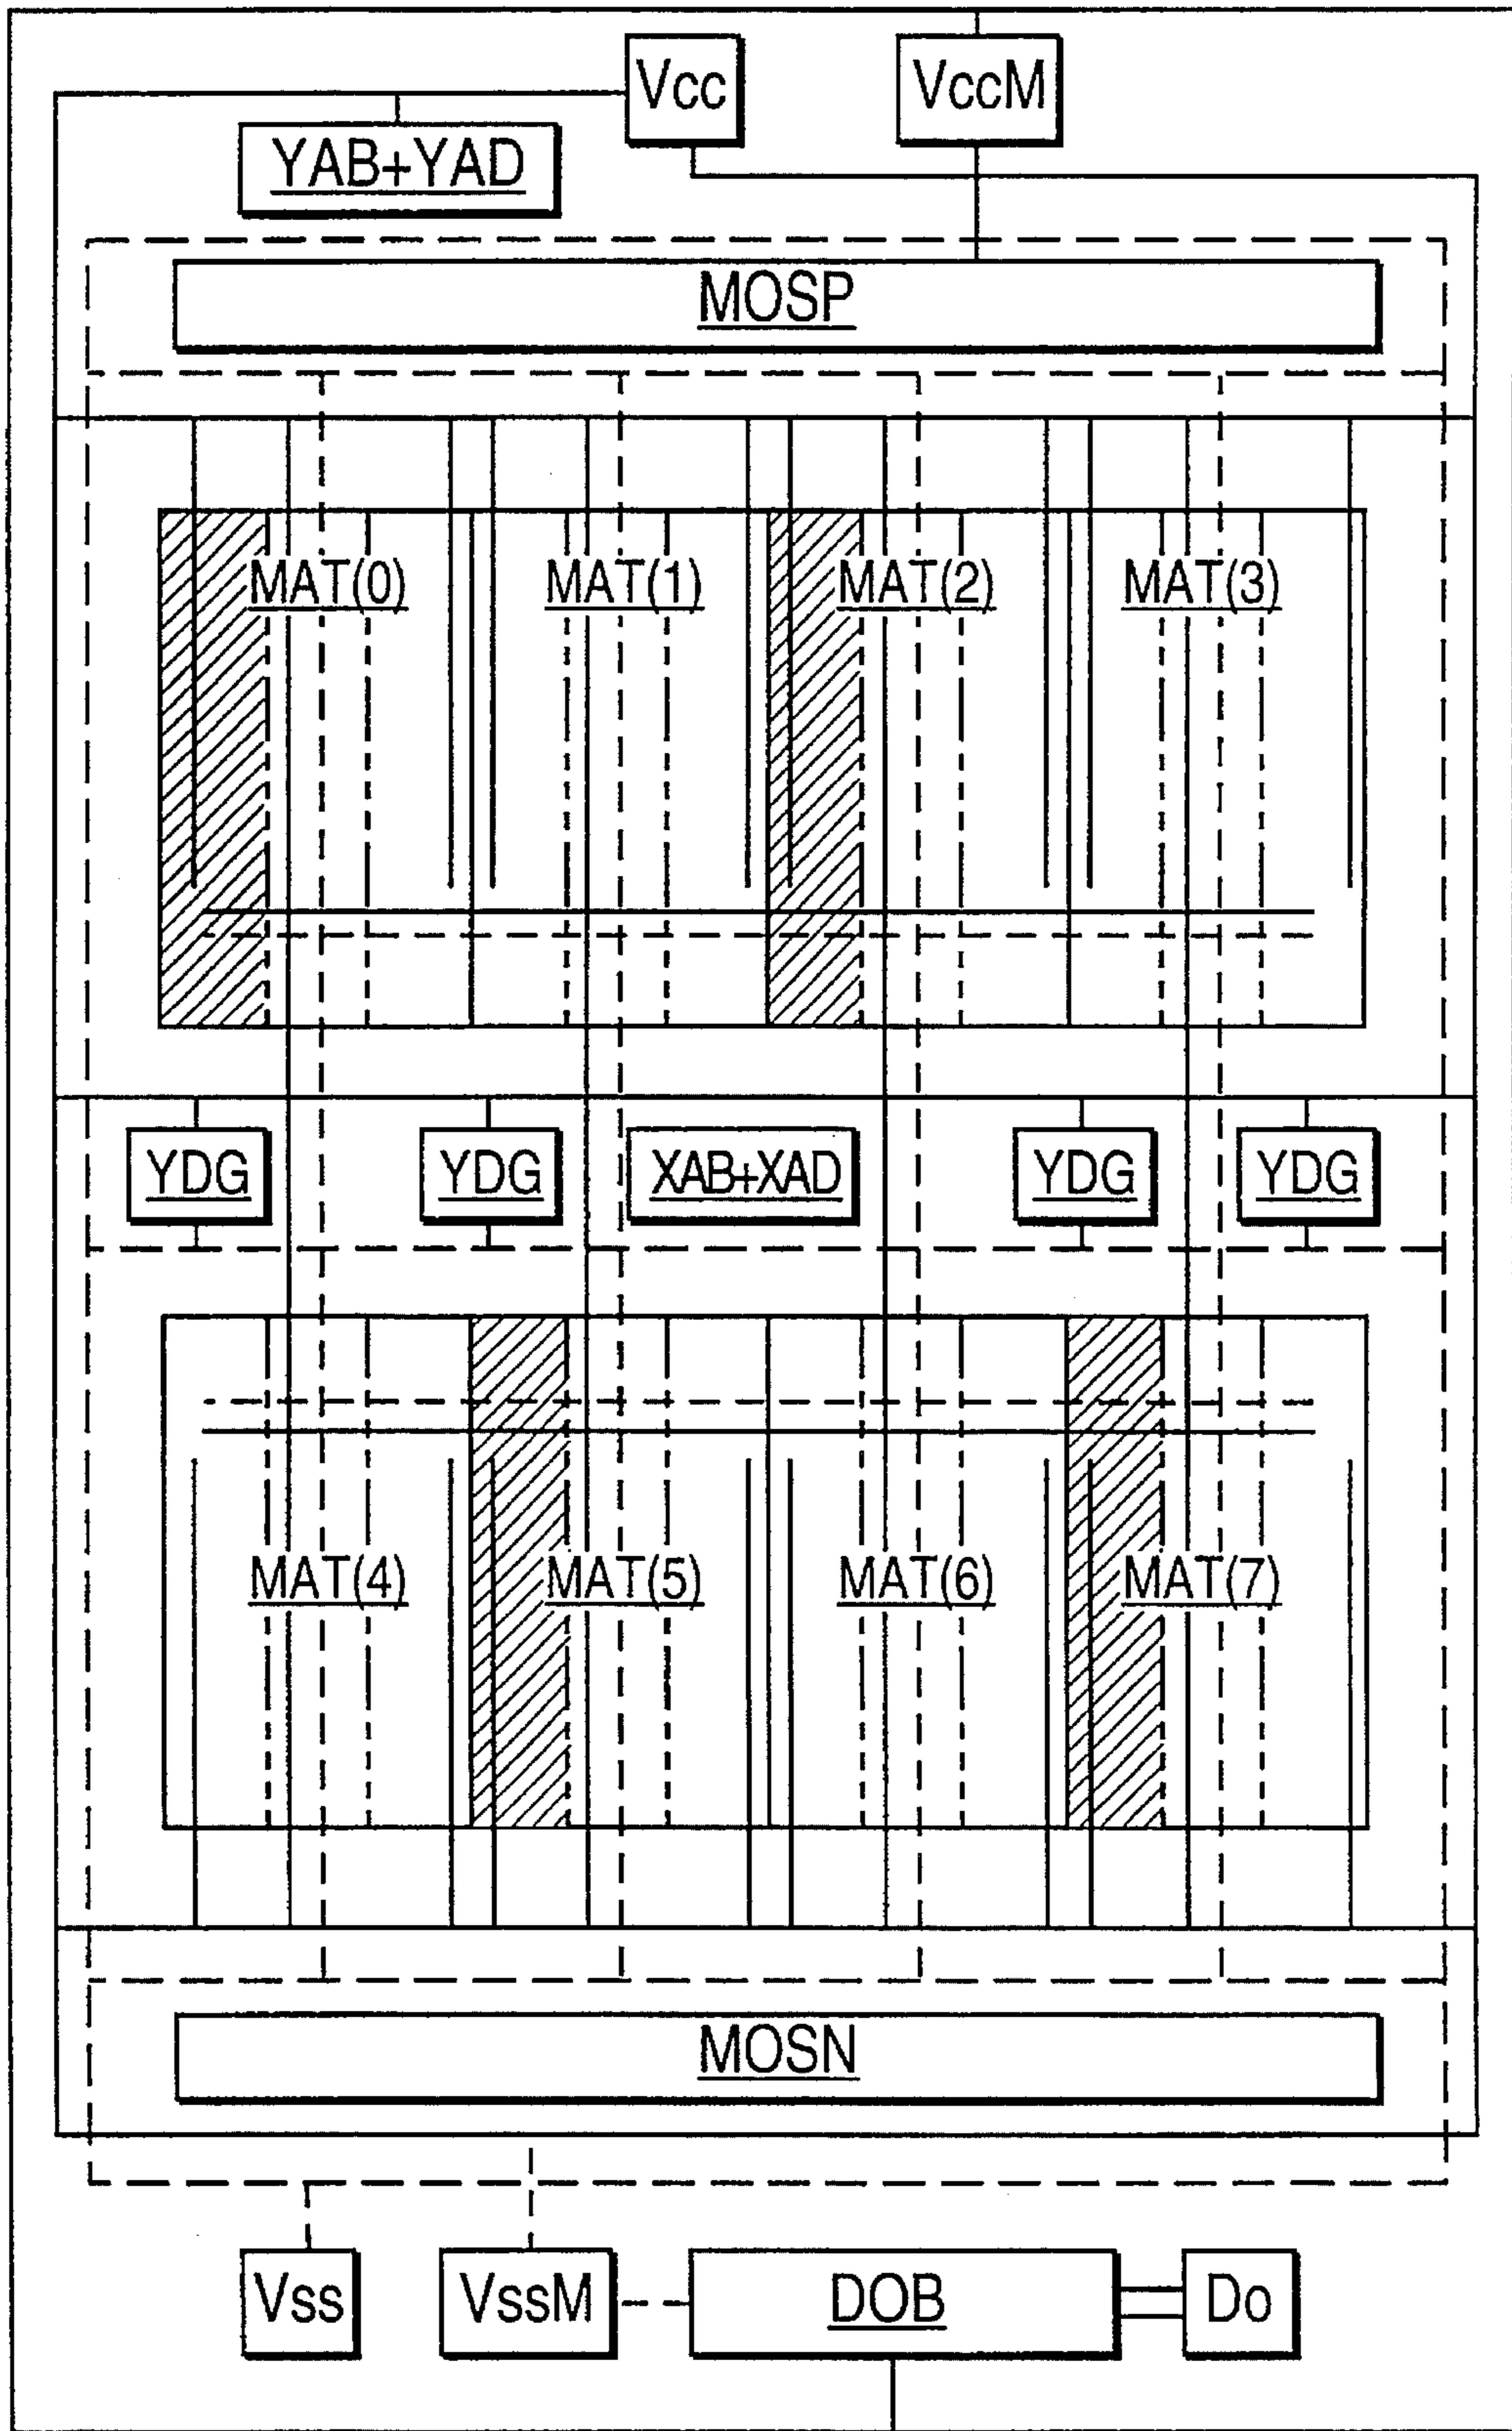 Vcc VccM
YAB+YAD
MOSP
MAT(0) MAT(1) MAT(2) MAT(3)
YDG YDG XAB+XAD YDG YDG
MAT(4) MAT(5) MAT(6) MAT(7)
MOSN
Vss VssM DOB Do